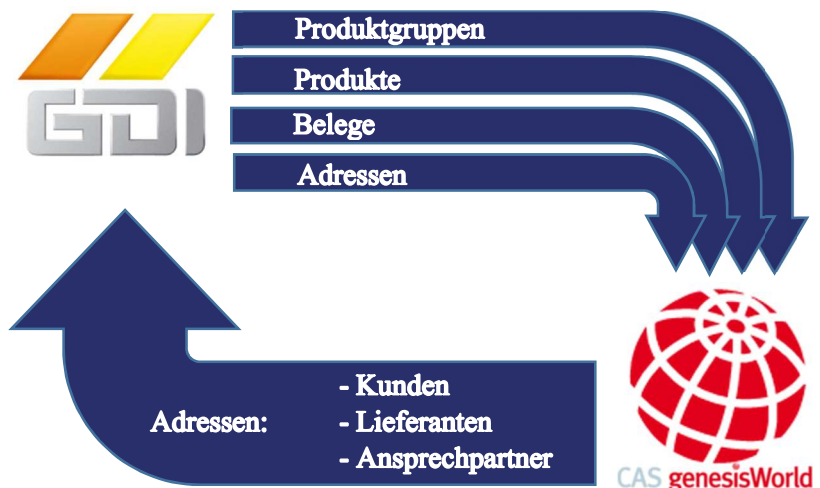 GDI
Produktgruppen
Produkte
Belege
Adressen
Adressen:
- Kunden
- Lieferanten
- Ansprechpartner
CAS genesisWorld